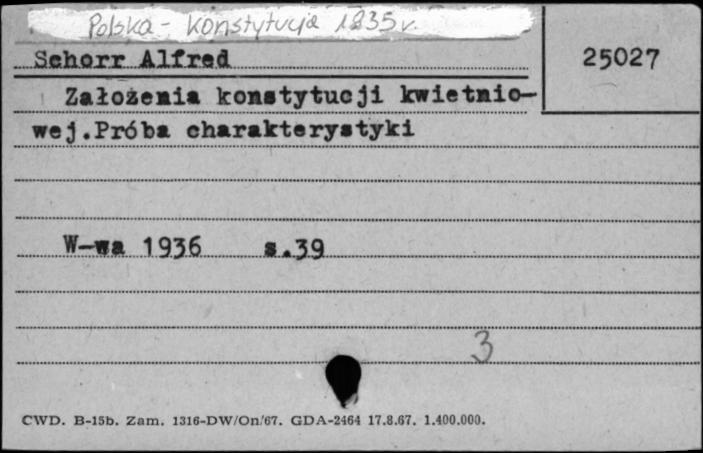 Polska - Konstytucja 1935 r.
Schorr Alfred
25027
Założenia konstytucji kwietnio-
wej.Próba charakterystyki
W-wa 1936 s.39
3
CWD. B-15b. Zam. 1316-DW/On/67. GDA-2464 17.8.67. 1.400.000.